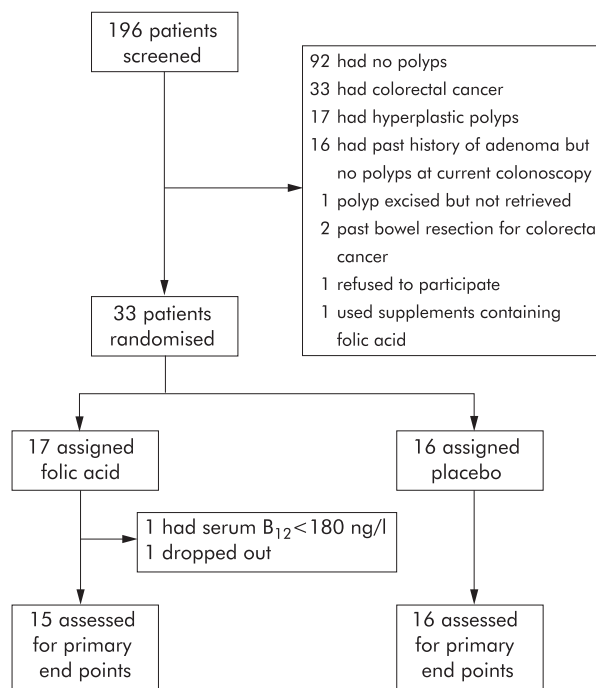 196 patients
screened
92 had no polyps
33 had colorectal cancer
17 had hyperplastic polyps
16 had past history of adenoma but
no polyps at current colonoscopy
1 polyp excised but not retrieved
2 past bowel resection for colorecta
cancer
1 refused to participate
1 used supplements containing
folic acid
33 patients
randomised
17 assigned
folic acid
16 assigned
placebo
1 had serum B12<180 ng/l
1 dropped out
15 assessed
for primary
end points
16 assessed
for primary
end points